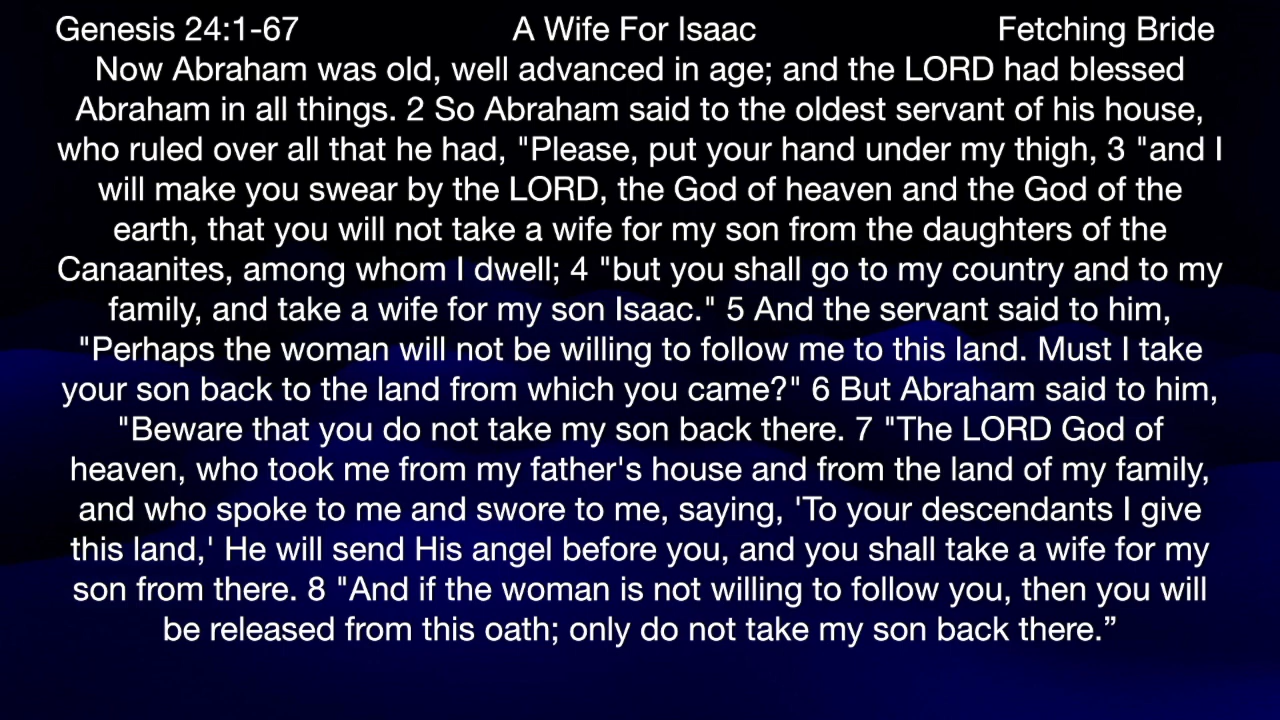 Genesis 24:1-67 A Wife For Isaac Fetching Bride
Now Abraham was old, well advanced in age; and the LORD had blessed
Abraham in all things. 2 So Abraham said to the oldest servant of his house,
who ruled over all that he had, "Please, put your hand under my thigh, 3 "and I
will make you swear by the LORD, the God of heaven and the God of the
earth, that you will not take a wife for my son from the daughters of the
Canaanites, among whom I dwell; 4 "but you shall go to my country and to my
family, and take a wife for my son Isaac." 5 And the servant said to him,
"Perhaps the woman will not be willing to follow me to this land. Must I take
your son back to the land from which you came?" 6 But Abraham said to him,
"Beware that you do not take my son back there. 7 "The LORD God of
heaven, who took me from my father's house and from the land of my family,
and who spoke to me and swore to me, saying, 'To your descendants I give
this land,' He will send His angel before you, and you shall take a wife for my
son from there. 8 "And if the woman is not willing to follow you, then you will
be released from this oath; only do not take my son back there.”